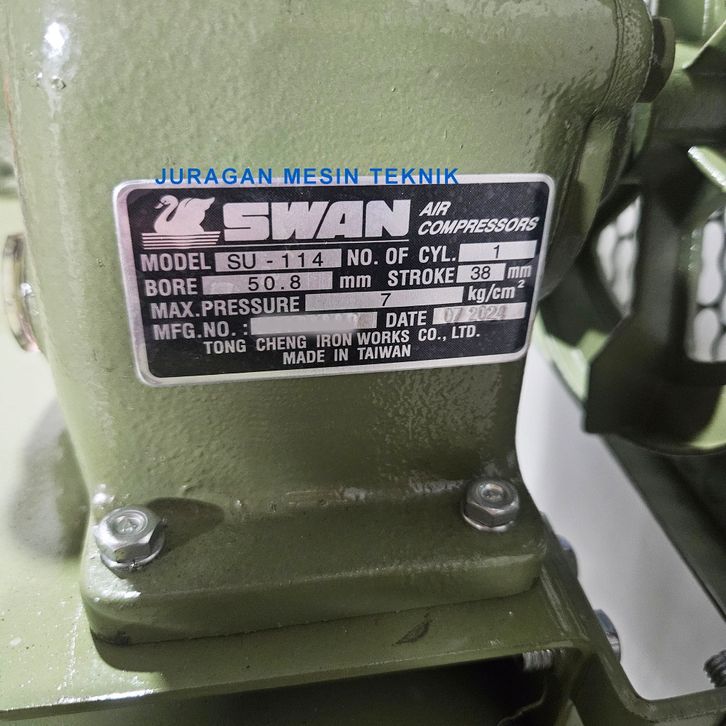 JURAGAN MESIN TEKNIK
SWAN AIR COMPRESSORS
MODEL SU-114 NO. OF CYL. 1
BORE 50.8 mm STROKE 38 mm
MAX. PRESSURE 7 kg/cm²
MFG. NO. : DATE 07 2024
TONG CHENG IRON WORKS CO., LTD.
MADE IN TAIWAN